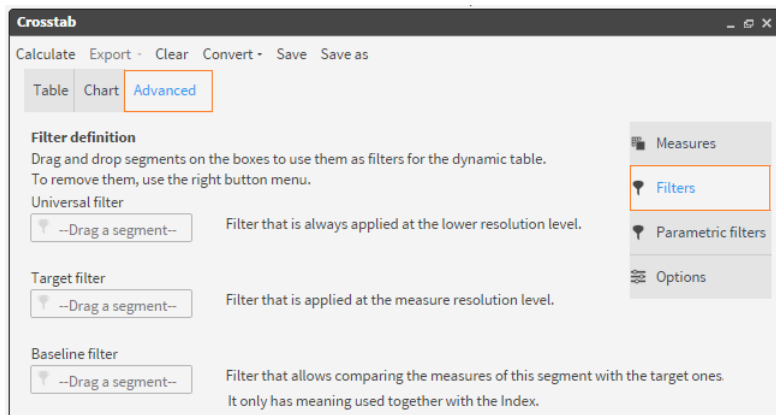 Crosstab
Calculate Export Clear Convert Save Save as
Table Chart Advanced
Filter definition
Drag and drop segments on the boxes to use them as filters for the dynamic table.
To remove them, use the right button menu.
Universal filter
--Drag a segment-- Filter that is always applied at the lower resolution level.
Target filter
--Drag a segment-- Filter that is applied at the measure resolution level.
Baseline filter
--Drag a segment-- Filter that allows comparing the measures of this segment with the target ones.
It only has meaning used together with the Index.
Measures
Filters
Parametric filters
Options